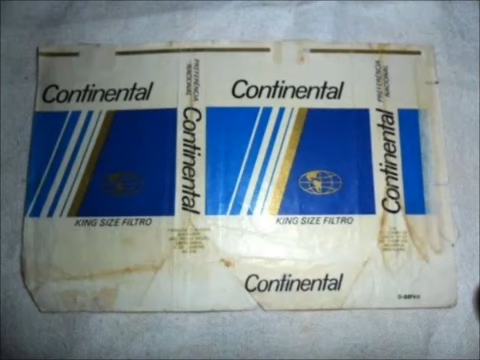 Continental
PREFERENCIA
NACIONAL
Continental
KING SIZE FILTRO
Continental
PREFERENCIA
NACIONAL
Continental
KING SIZE FILTRO
Continental